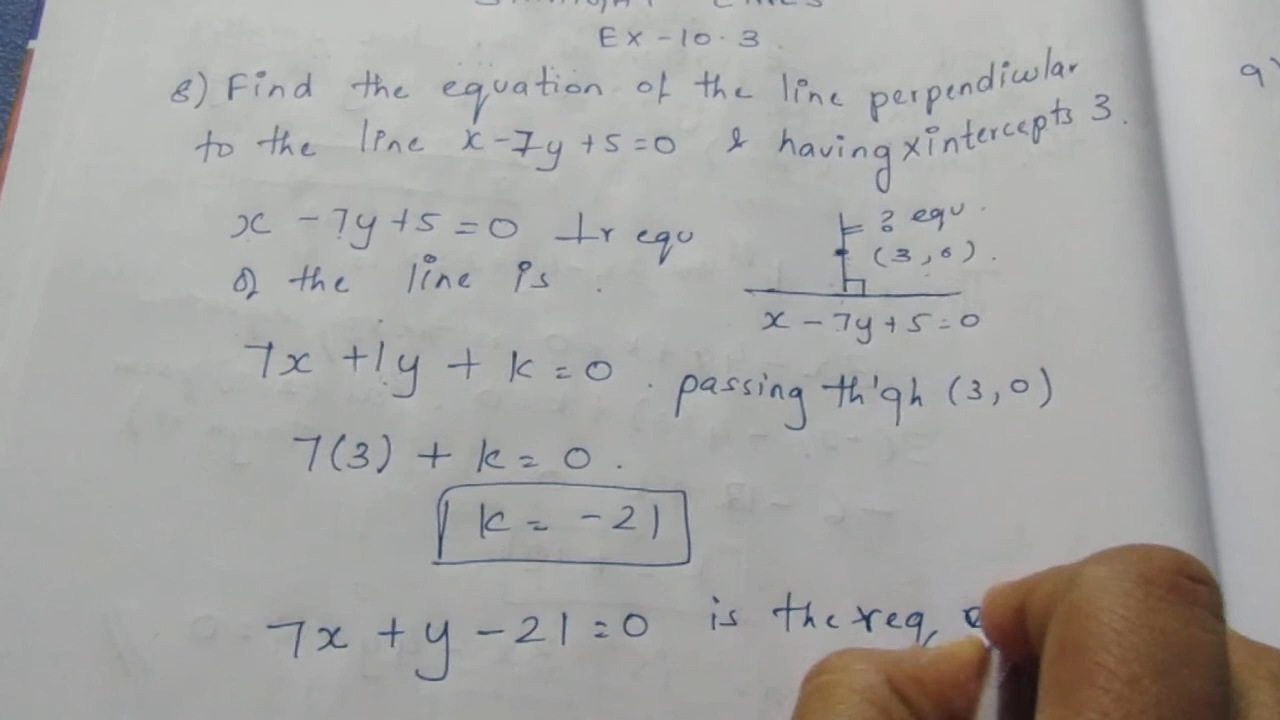 EX-10.3
8) Find the equation of the line perpendicular
to the line x-7y+5=0 & having x intercepts 3.
x - 7y+5=0 ⊥r equ
of the line is .
? equ.
(3,0).
x - 7y+5=0
7x +1y + k = 0 . passing th'gh (3,0)
7(3) + k = 0 .
k = -21
7x + y - 21 = 0 is the req,
9)